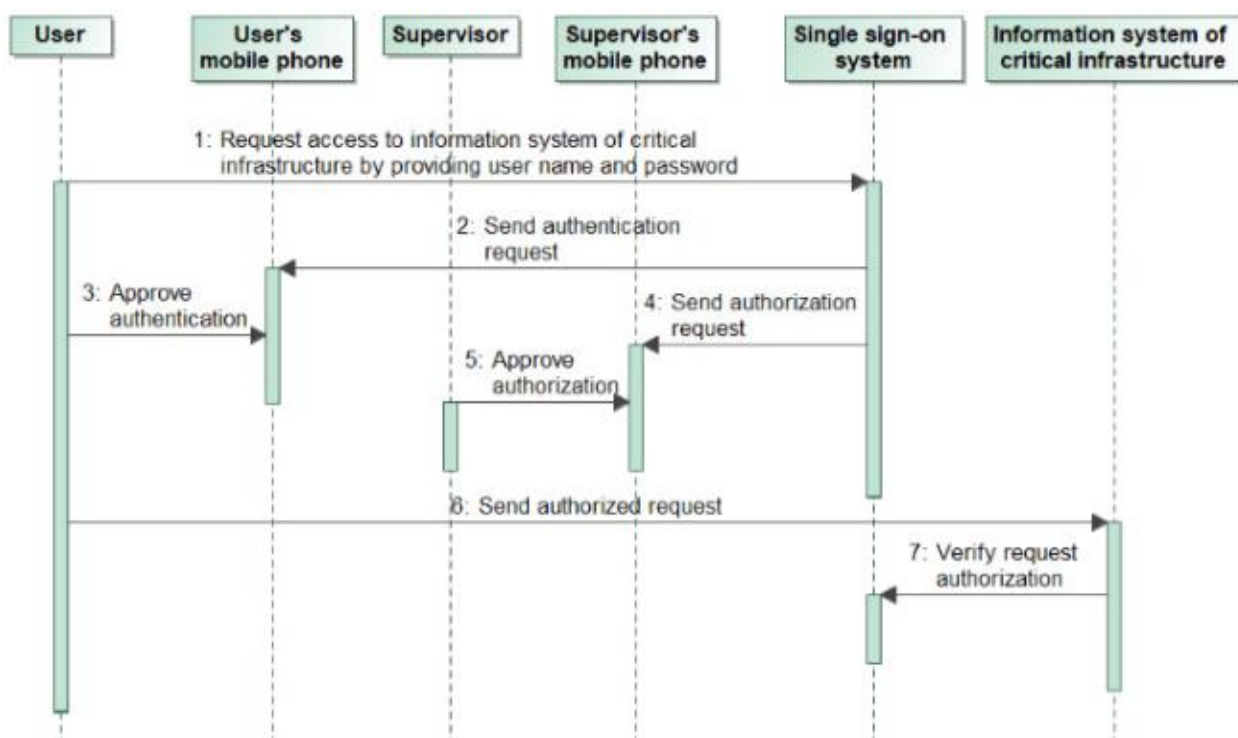 User
User's
mobile phone
Supervisor
Supervisor's
mobile phone
Single sign-on
system
Information system of
critical infrastructure
1: Request access to information system of critical
infrastructure by providing user name and password
2: Send authentication
request
3: Approve
authentication
4: Send authorization
request
5: Approve
authorization
6: Send authorized request
7: Verify request
authorization